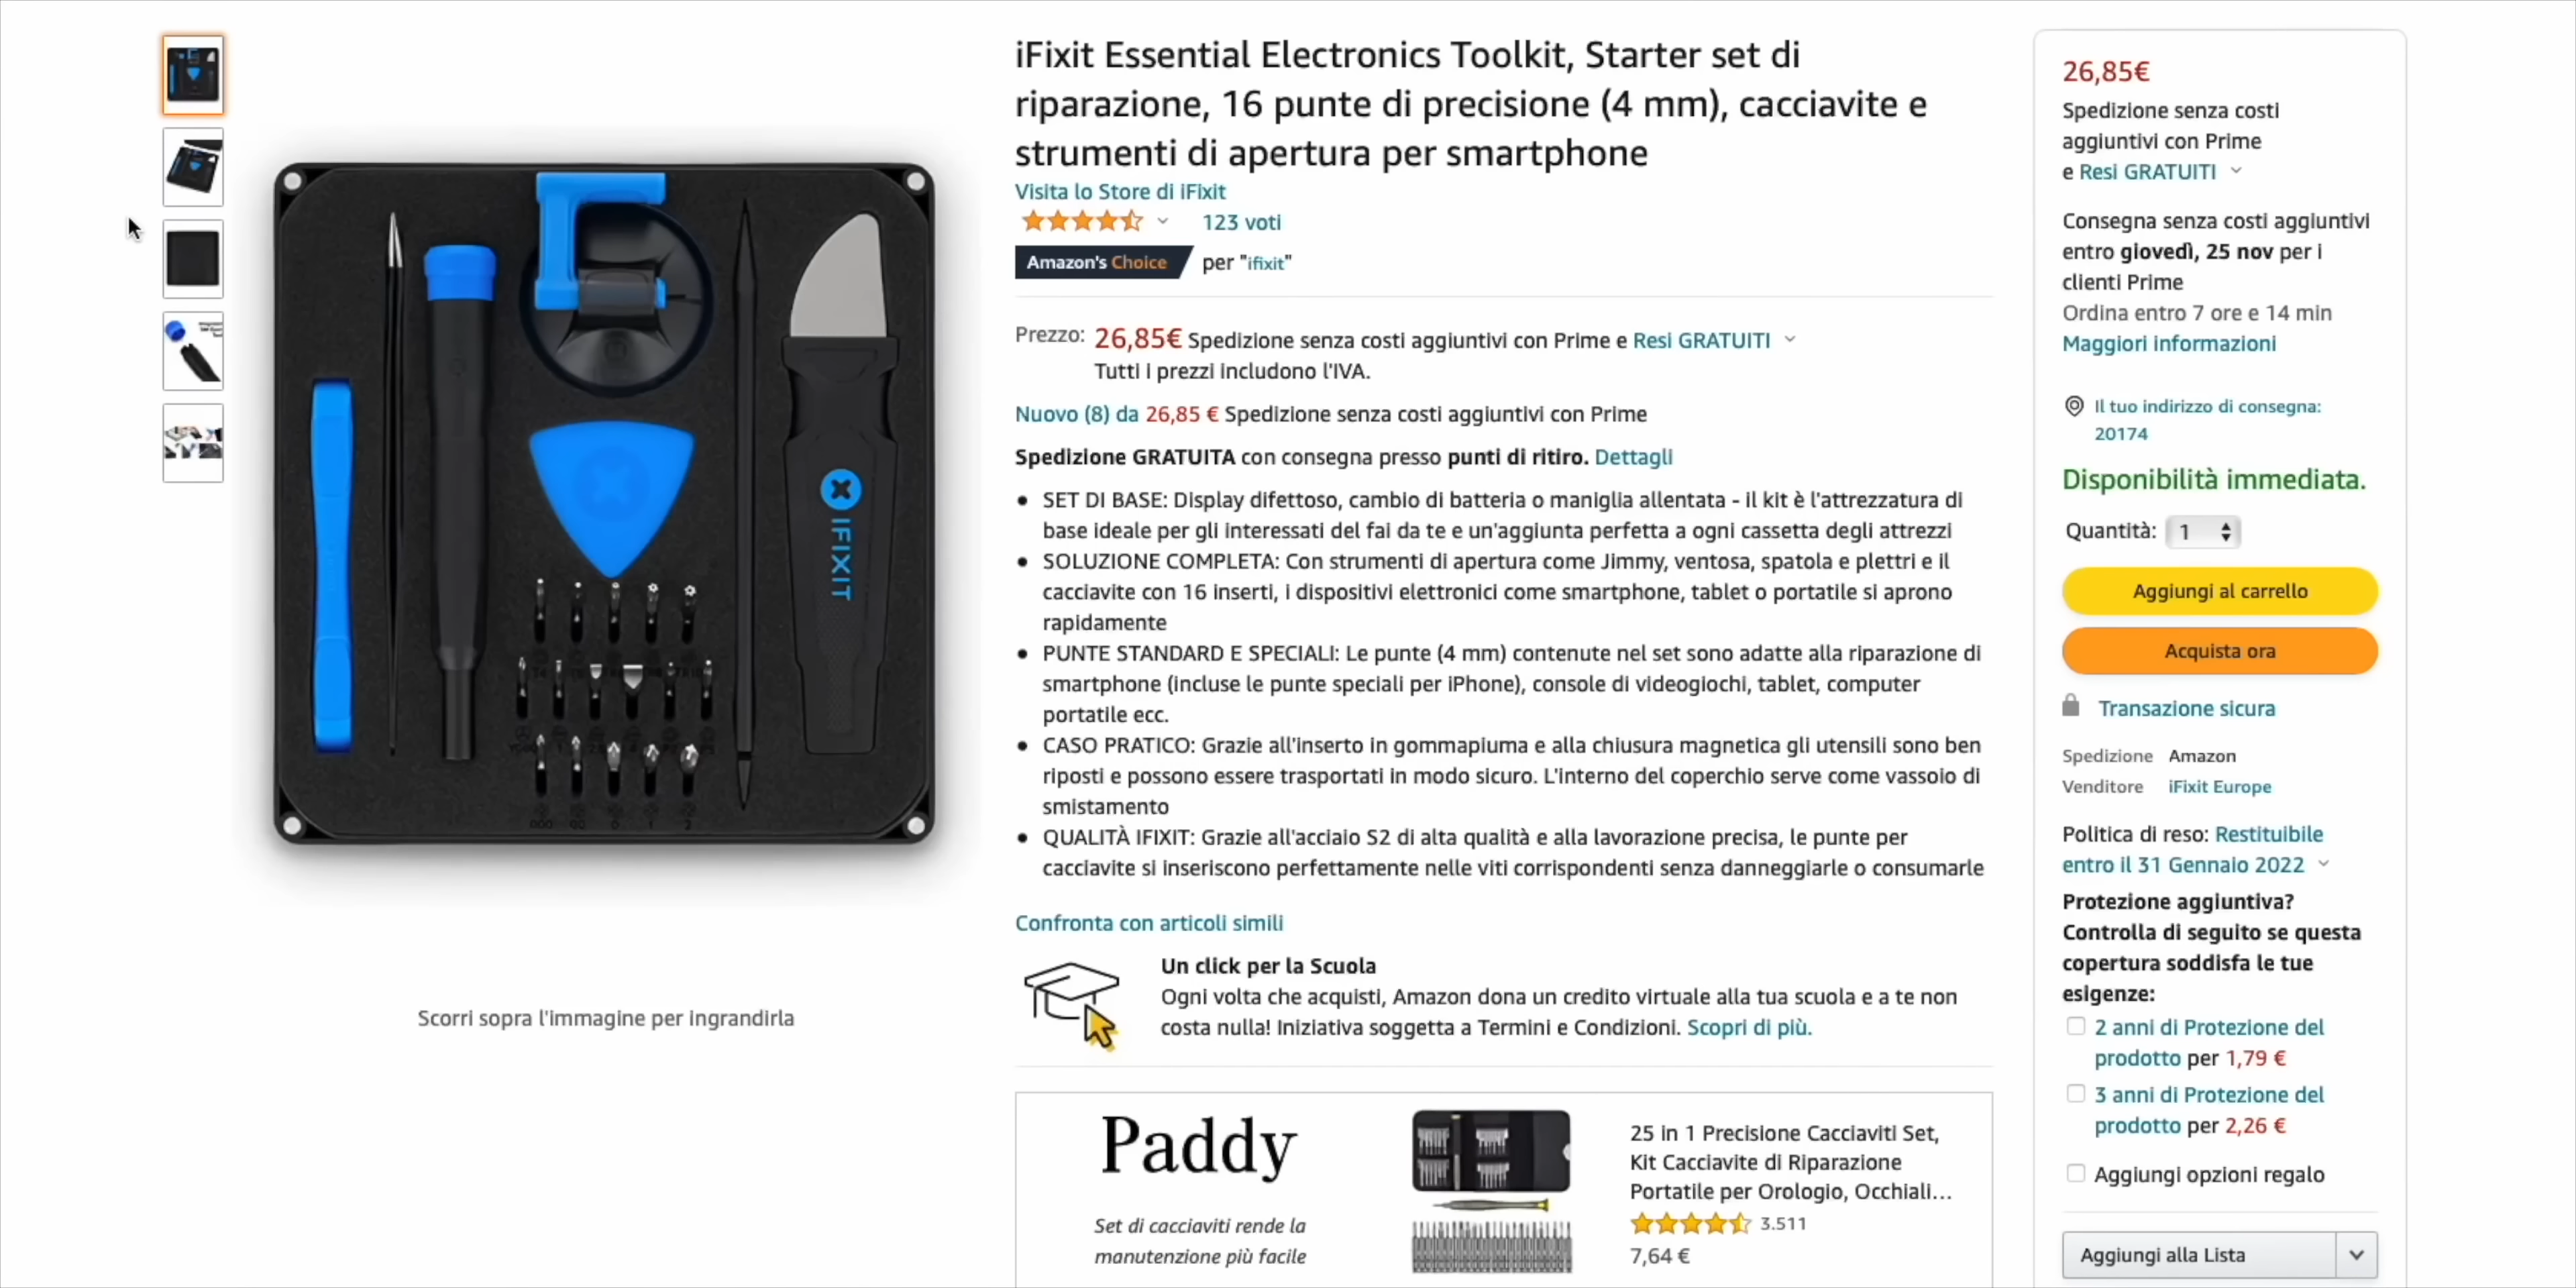 iFixit Essential Electronics Toolkit, Starter set di
riparazione, 16 punte di precisione (4 mm), cacciavite e
strumenti di apertura per smartphone
Visita lo Store di iFixit
123 voti
Amazon's Choice per "ifixit"
Prezzo: 26,85€ Spedizione senza costi aggiuntivi con Prime e Resi GRATUITI
Tutti i prezzi includono l'IVA.
Nuovo (8) da 26,85 € Spedizione senza costi aggiuntivi con Prime
Spedizione GRATUITA con consegna presso punti di ritiro. Dettagli
• SET DI BASE: Display difettoso, cambio di batteria o maniglia allentata - il kit è l'attrezzatura di
base ideale per gli interessati del fai da te e un'aggiunta perfetta a ogni cassetta degli attrezzi
• SOLUZIONE COMPLETA: Con strumenti di apertura come Jimmy, ventosa, spatola e plettri e il
cacciavite con 16 inserti, i dispositivi elettronici come smartphone, tablet o portatile si aprono
rapidamente
• PUNTE STANDARD E SPECIALI: Le punte (4 mm) contenute nel set sono adatte alla riparazione di
smartphone (incluse le punte speciali per iPhone), console di videogiochi, tablet, computer
portatile ecc.
• CASO PRATICO: Grazie all'inserto in gommapiuma e alla chiusura magnetica gli utensili sono ben
riposti e possono essere trasportati in modo sicuro. L'interno del coperchio serve come vassoio di
smistamento
• QUALITÀ IFIXIT: Grazie all'acciaio S2 di alta qualità e alla lavorazione precisa, le punte per
cacciavite si inseriscono perfettamente nelle viti corrispondenti senza danneggiarle o consumarle
Confronta con articoli simili
Un click per la Scuola
Ogni volta che acquisti, Amazon dona un credito virtuale alla tua scuola e a te non
costa nulla! Iniziativa soggetta a Termini e Condizioni. Scopri di più.
IFIXIT
000 00 0 1 2
Scorri sopra l'immagine per ingrandirla
Paddy
Set di cacciaviti rende la
manutenzione più facile
25 in 1 Precisione Cacciaviti Set,
Kit Cacciavite di Riparazione
Portatile per Orologio, Occhiali...
3.511
7,64 €
26,85€
Spedizione senza costi
aggiuntivi con Prime
e Resi GRATUITI
Consegna senza costi aggiuntivi
entro giovedì, 25 nov per i
clienti Prime
Ordina entro 7 ore e 14 min
Maggiori informazioni
Il tuo indirizzo di consegna:
20174
Disponibilità immediata.
Quantità: 1
Aggiungi al carrello
Acquista ora
Transazione sicura
Spedizione Amazon
Venditore iFixit Europe
Politica di reso: Restituibile
entro il 31 Gennaio 2022
Protezione aggiuntiva?
Controlla di seguito se questa
copertura soddisfa le tue
esigenze:
2 anni di Protezione del
prodotto per 1,79 €
3 anni di Protezione del
prodotto per 2,26 €
Aggiungi opzioni regalo
Aggiungi alla Lista